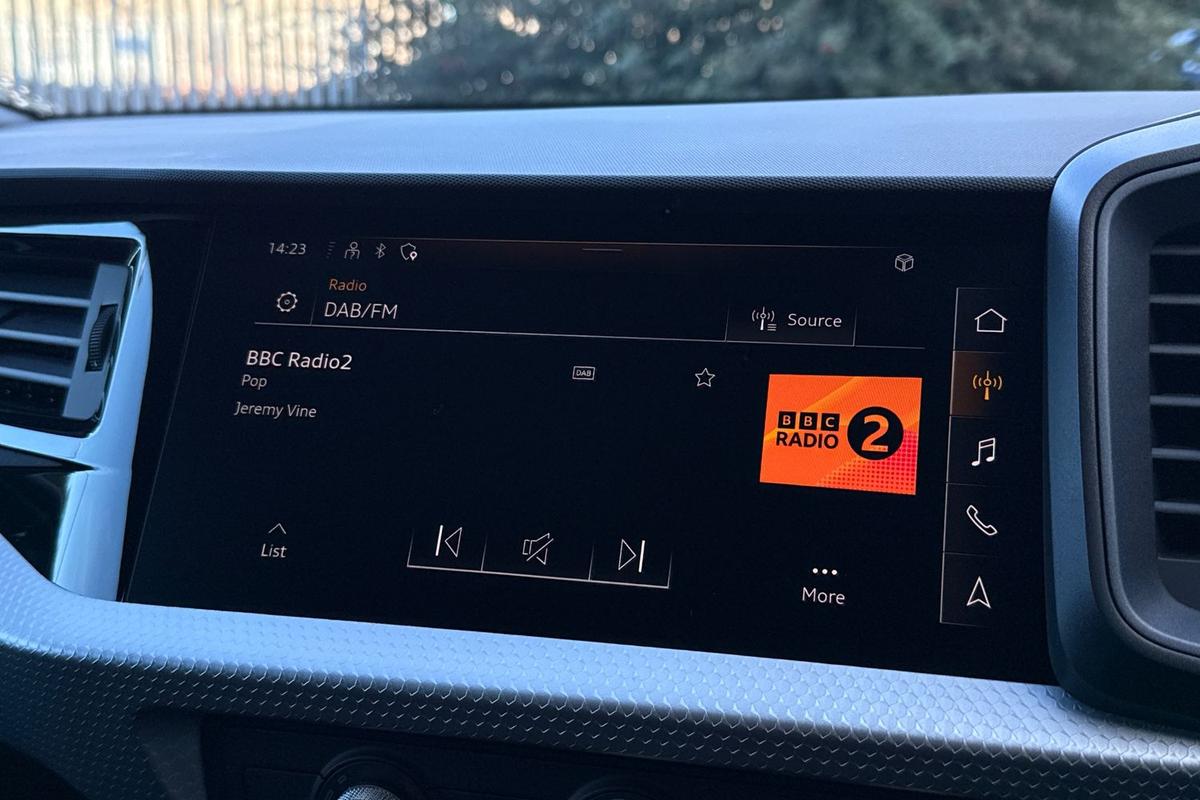 14:23
Radio
DAB/FM
Source
BBC Radio2
DAB
Pop
Jeremy Vine
BBC
RADIO 2
List
More